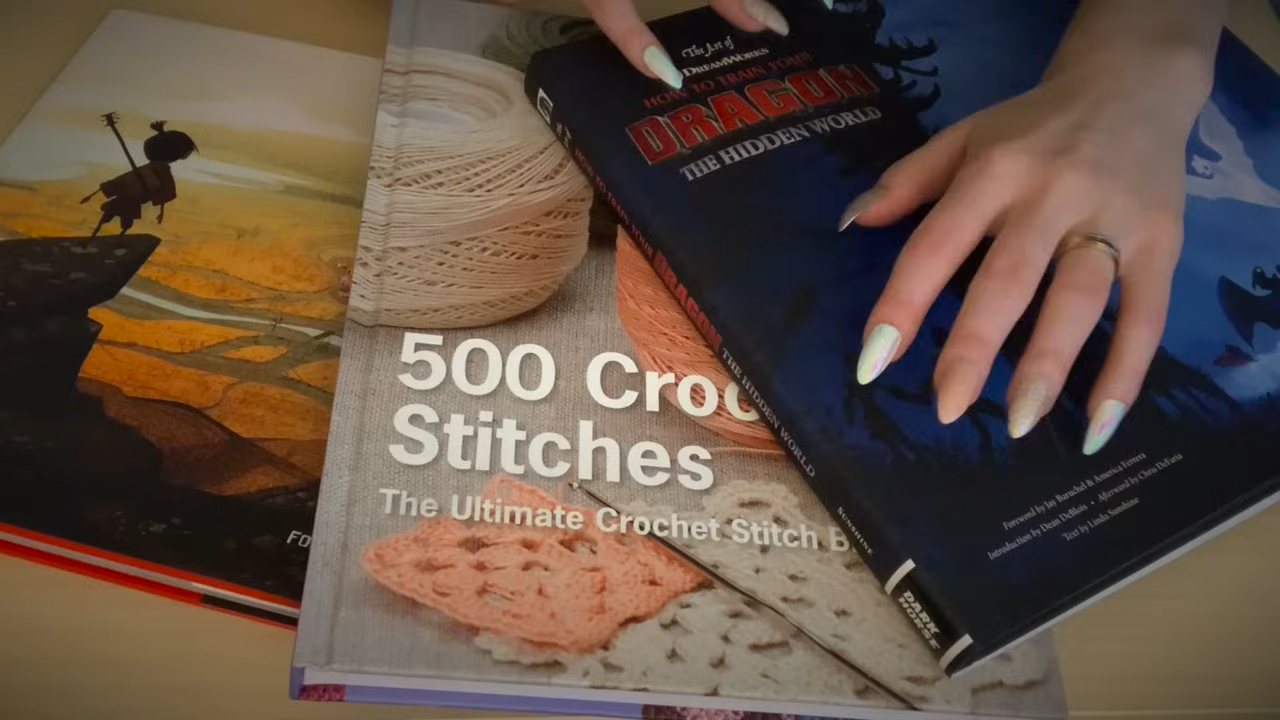 The Art of
DREAMWORKS
HOW TO TRAIN YOUR
DRAGON
THE HIDDEN WORLD
HOW TO TRAIN YOUR DRAGON THE HIDDEN WORLD
SUNSHINE
DARK
HORSE
Foreword by Jay Baruchel & America Ferrera
Introduction by Dean DeBlois • Afterword by Chris DeFaria
Text by Linda Sunshine
500 Croc
Stitches
The Ultimate Crochet Stitch B
FO